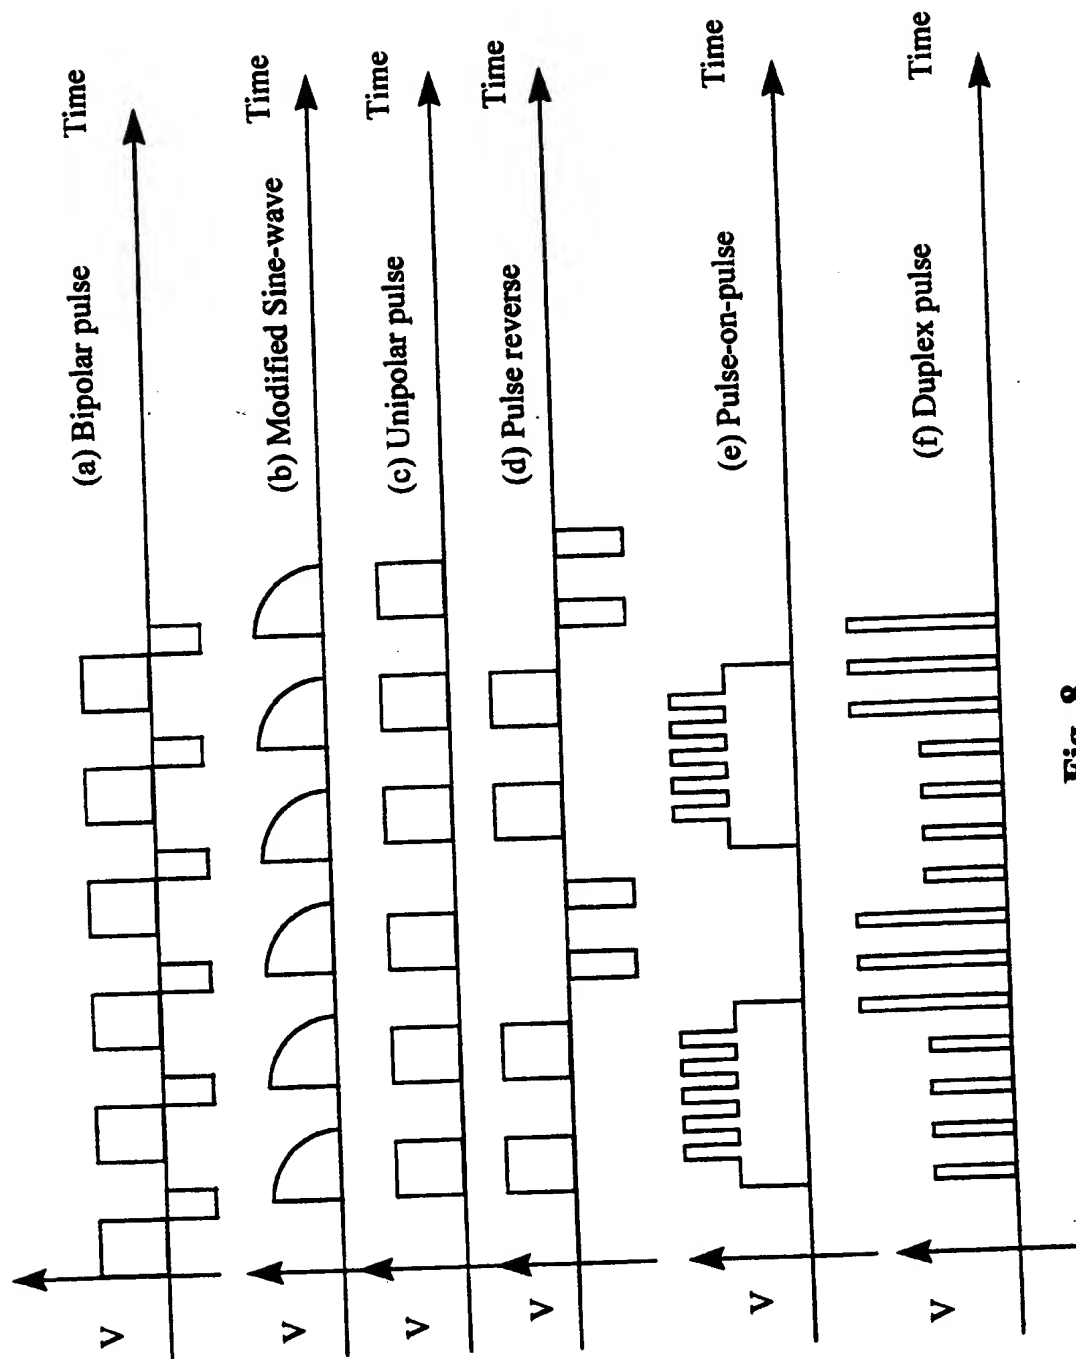 (a) Bipolar pulse
Time
V
(b) Modified Sine-wave
Time
V
(c) Unipolar pulse
Time
V
(d) Pulse reverse
Time
V
(e) Pulse-on-pulse
Time
V
(f) Duplex pulse
Time
V